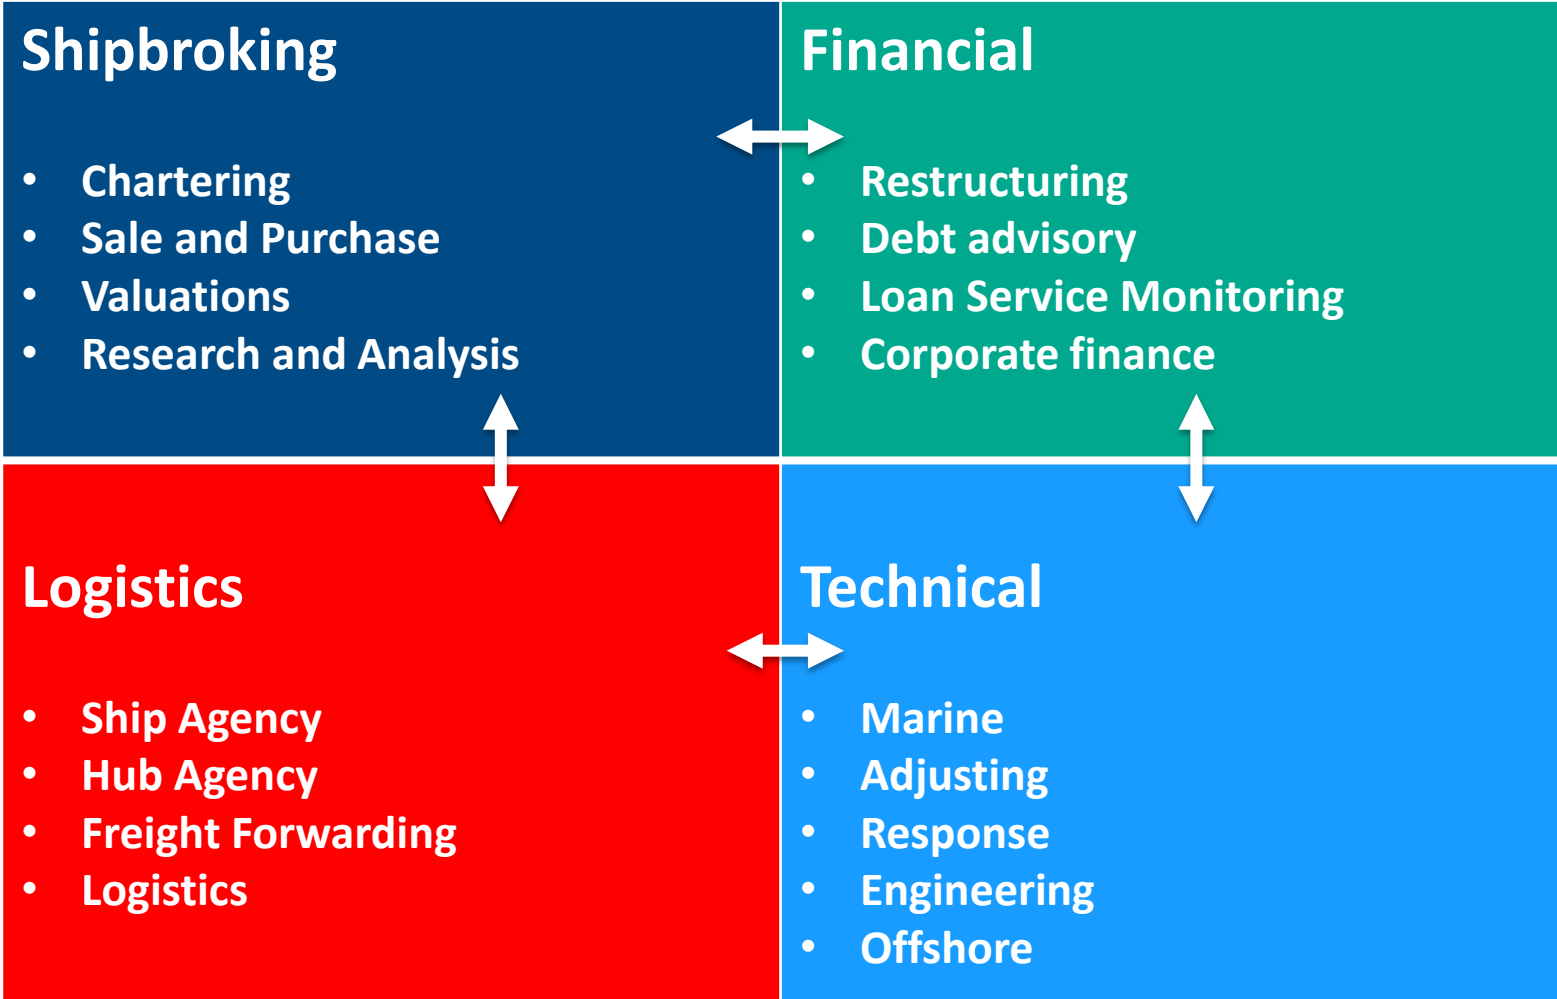 Shipbroking
• Chartering
• Sale and Purchase
• Valuations
• Research and Analysis
Financial
• Restructuring
• Debt advisory
• Loan Service Monitoring
• Corporate finance
Logistics
• Ship Agency
• Hub Agency
• Freight Forwarding
• Logistics
Technical
• Marine
• Adjusting
• Response
• Engineering
• Offshore